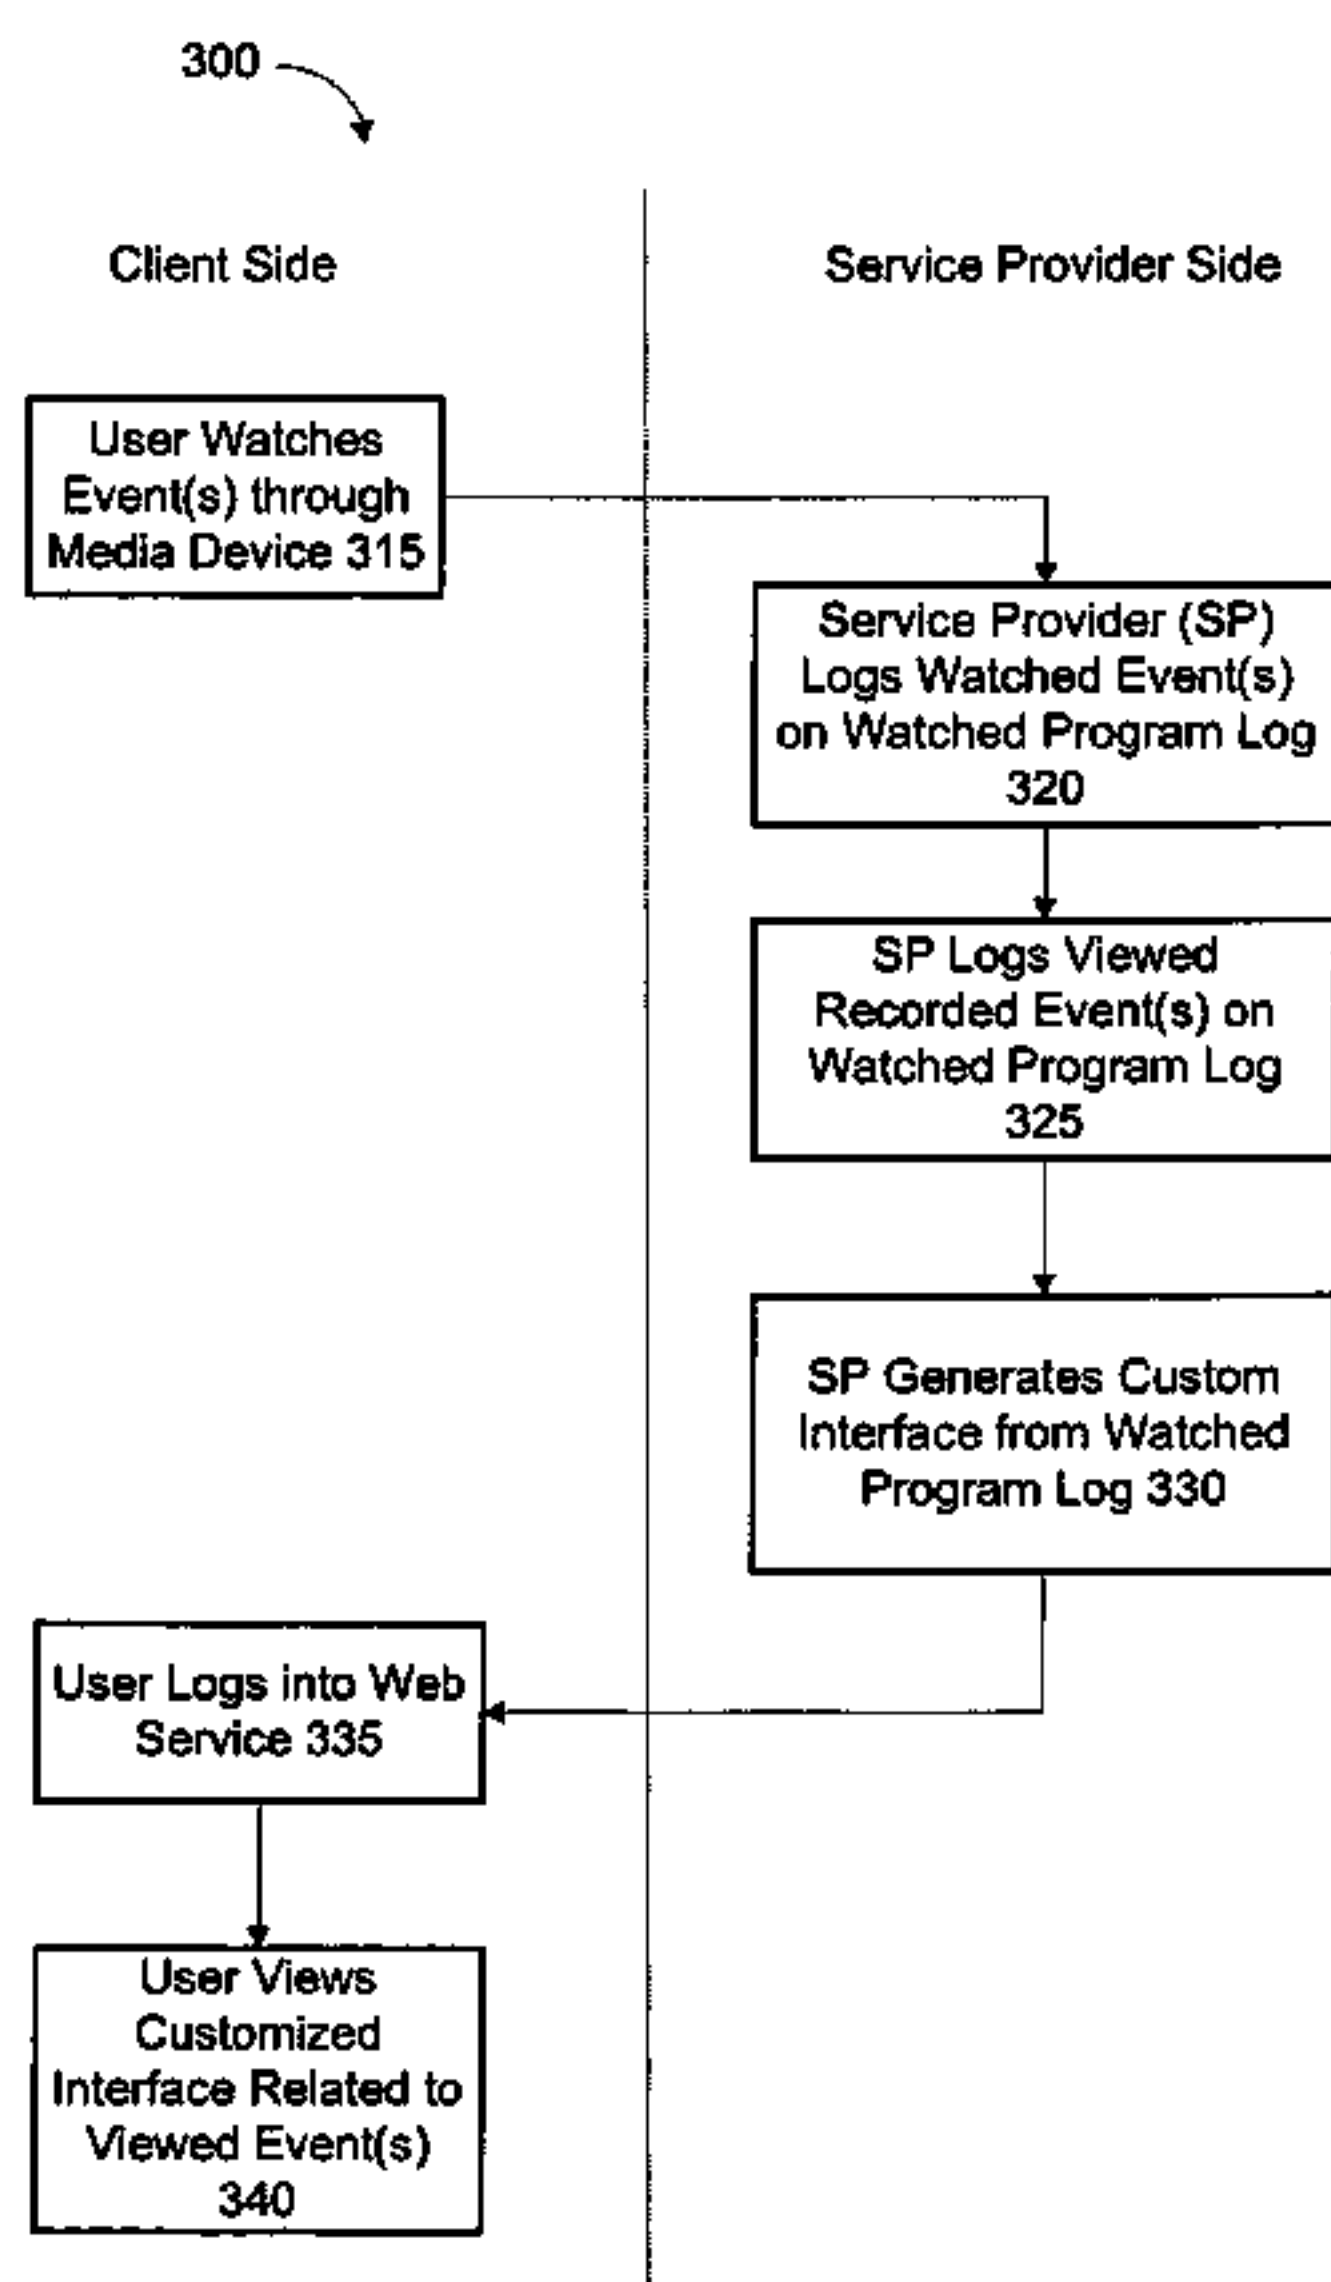 300
Client Side
Service Provider Side
User Watches
Event(s) through
Media Device 315
Service Provider (SP)
Logs Watched Event(s)
on Watched Program Log
320
SP Logs Viewed
Recorded Event(s) on
Watched Program Log
325
SP Generates Custom
Interface from Watched
Program Log 330
User Logs into Web
Service 335
User Views
Customized
Interface Related to
Viewed Event(s)
340